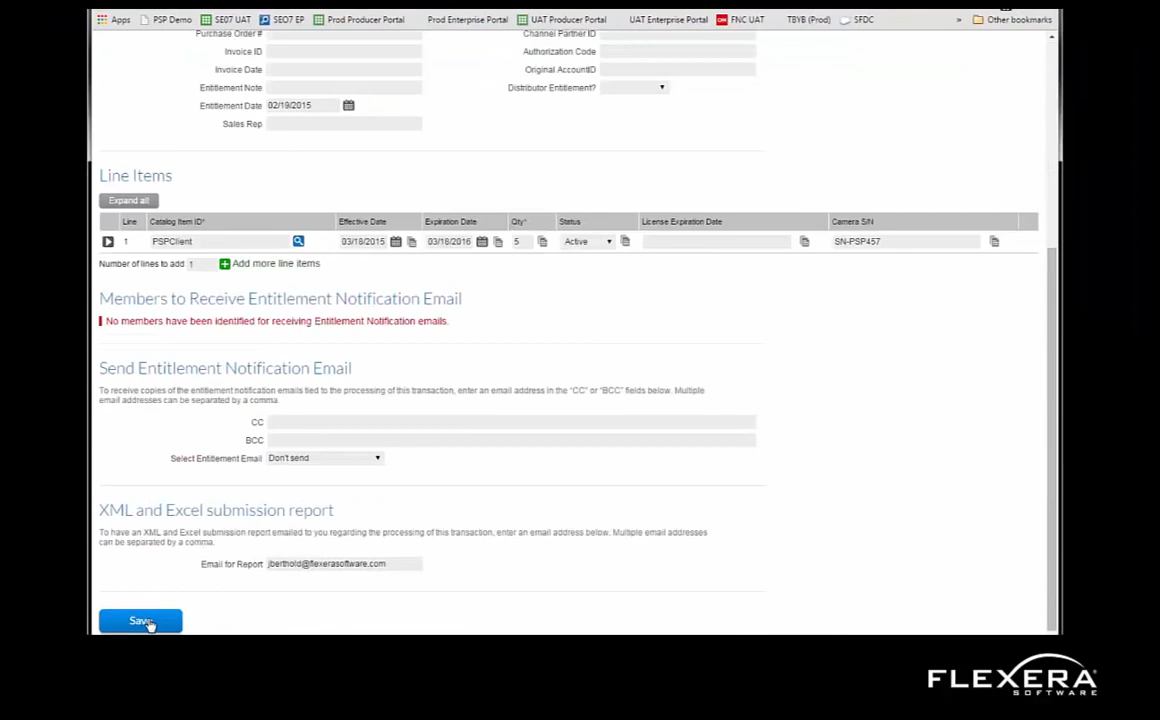 Apps PSP Demo SE07 UAT SEO7 EP Prod Producer Portal Prod Enterprise Portal UAT Producer Portal UAT Enterprise Portal FNC UAT TBYB (Prod) SFDC » Other bookmarks
Purchase Order # Channel Partner ID
Invoice ID Authorization Code
Invoice Date Original AccountID
Entitlement Note Distributor Entitlement?
Entitlement Date 02/19/2015
Sales Rep
Line Items
Expand all
Line Catalog Item ID* Effective Date Expiration Date Qty* Status License Expiration Date Camera S/N
1 PSPClient 03/18/2015 03/18/2016 5 Active SN-PSP457
Number of lines to add 1 Add more line items
Members to Receive Entitlement Notification Email
No members have been identified for receiving Entitlement Notification emails.
Send Entitlement Notification Email
To receive copies of the entitlement notification emails tied to the processing of this transaction, enter an email address in the "CC" or "BCC" fields below. Multiple
email addresses can be separated by a comma.
CC
BCC
Select Entitlement Email Don't send
XML and Excel submission report
To have an XML and Excel submission report emailed to you regarding the processing of this transaction, enter an email address below. Multiple email addresses
can be separated by a comma.
Email for Report jberthold@flexerasoftware.com
Save
FLEXERA
SOFTWARE